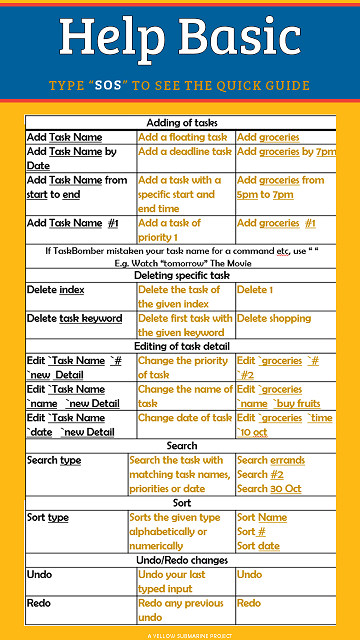 Help Basic
TYPE “SOS” TO SEE THE QUICK GUIDE
Adding of tasks
Add Task Name Add a floating task Add groceries
Add Task Name by Add a deadline task Add groceries by 7pm
Date
Add Task Name from Add a task with a Add groceries from
start to end specific start and 5pm to 7pm
end time
Add Task Name #1 Add a task of Add groceries #1
priority 1
If TaskBomber mistaken your task name for a command etc, use “ “
E.g. Watch “tomorrow” The Movie
Deleting specific task
Delete index Delete the task of Delete 1
the given index
Delete task keyword Delete first task with Delete shopping
the given keyword
Editing of task detail
Edit `Task Name `# Change the priority Edit `groceries `#
`new Detail of task `#2
Edit `Task Name Change the name of Edit `groceries
`name `new Detail task `name `buy fruits
Edit `Task Name Change date of task Edit `groceries `time
`date `new Detail `10 oct
Search
Search type Search the task with Search errands
matching task names, Search #2
priorities or date Search 30 Oct
Sort
Sort type Sorts the given type Sort Name
alphabetically or Sort #
numerically Sort date
Undo/Redo changes
Undo Undo your last Undo
typed input
Redo Redo any previous Redo
undo
A YELLOW SUBMARINE PROJECT